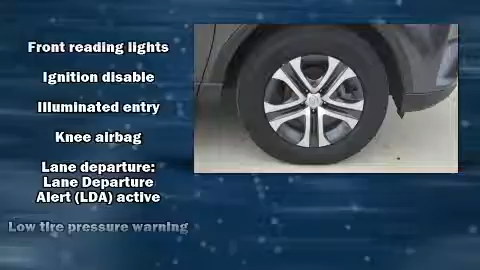 Front reading lights
Ignition disable
Illuminated entry
Knee airbag
Lane departure:
Lane Departure
Alert (LDA) active
Low tire pressure warning